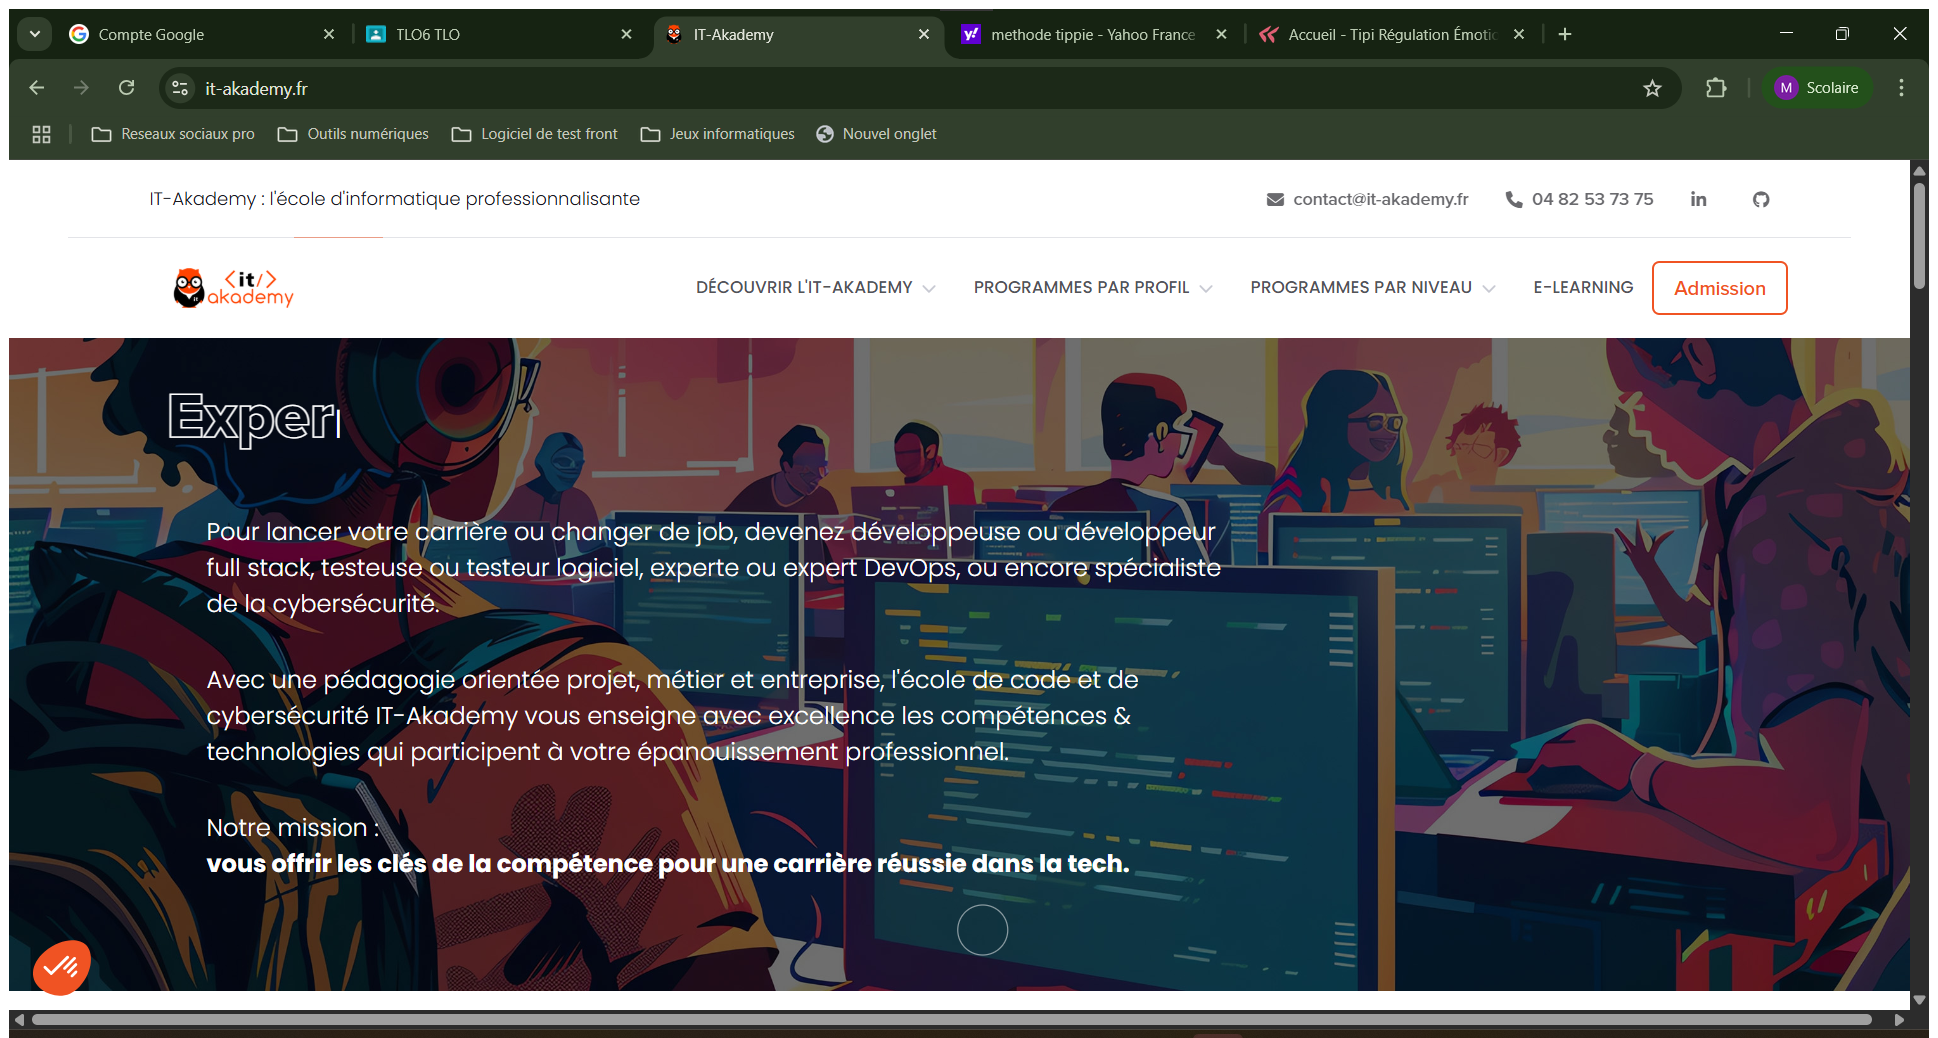 Compte Google
TLO6 TLO
IT-Akademy
methode tippie - Yahoo France
Accueil - Tipi Régulation Émotic
it-akademy.fr
M Scolaire
Reseaux sociaux pro
Outils numériques
Logiciel de test front
Jeux informatiques
Nouvel onglet
IT-Akademy : l'école d'informatique professionnalisante
contact@it-akademy.fr
04 82 53 73 75
<it/>
akademy
DÉCOUVRIR L'IT-AKADEMY
PROGRAMMES PAR PROFIL
PROGRAMMES PAR NIVEAU
E-LEARNING
Admission
Exper
Pour lancer votre carrière ou changer de job, devenez développeuse ou développeur
full stack, testeuse ou testeur logiciel, experte ou expert DevOps, ou encore spécialiste
de la cybersécurité.
Avec une pédagogie orientée projet, métier et entreprise, l'école de code et de
cybersécurité IT-Akademy vous enseigne avec excellence les compétences &
technologies qui participent à votre épanouissement professionnel.
Notre mission :
vous offrir les clés de la compétence pour une carrière réussie dans la tech.